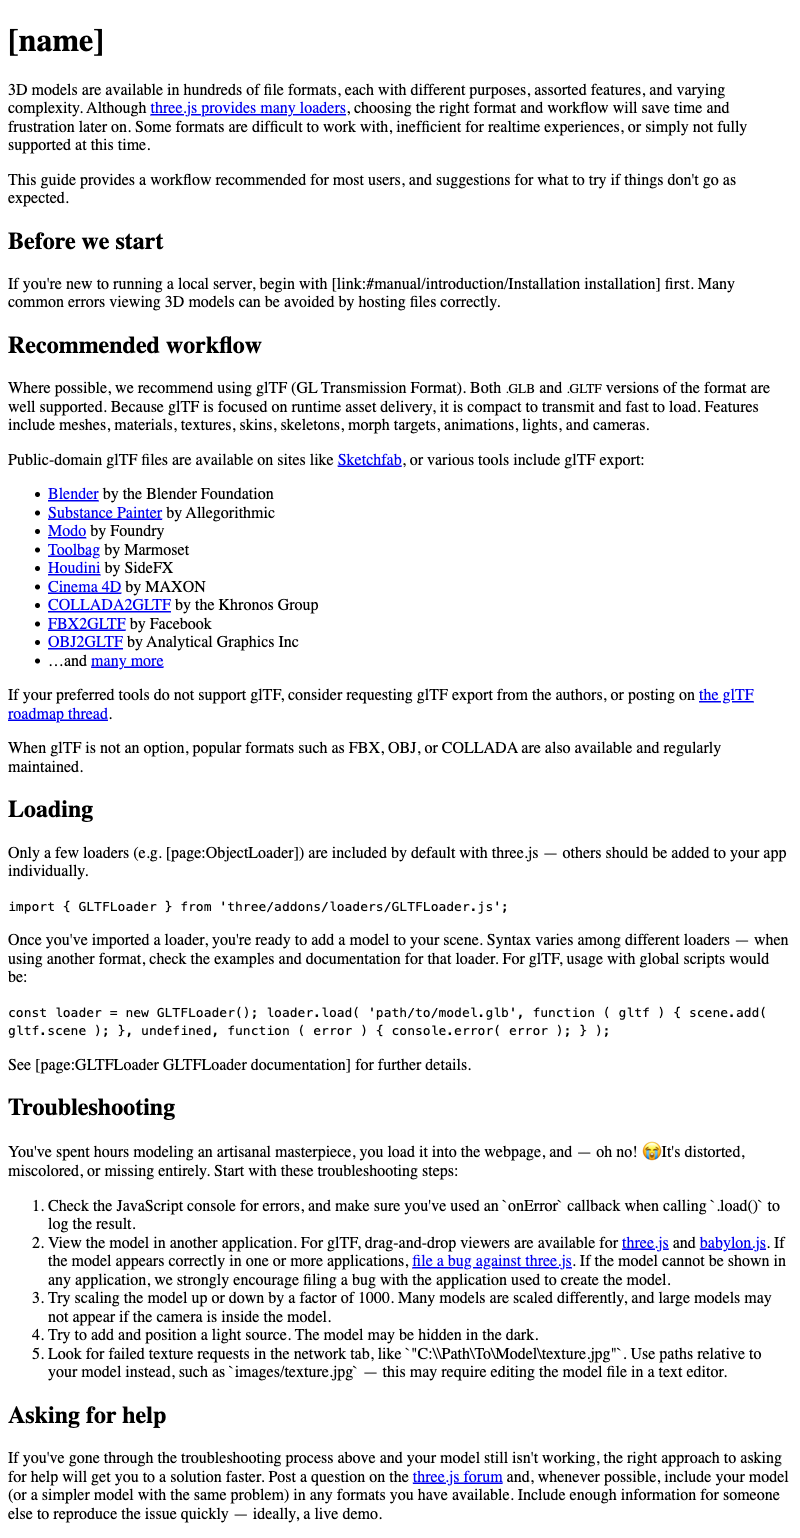 [name]
3D models are available in hundreds of file formats, each with different purposes, assorted features, and varying
complexity. Although three.js provides many loaders, choosing the right format and workflow will save time and
frustration later on. Some formats are difficult to work with, inefficient for realtime experiences, or simply not fully
supported at this time.
This guide provides a workflow recommended for most users, and suggestions for what to try if things don't go as
expected.
Before we start
If you're new to running a local server, begin with [link:#manual/introduction/Installation installation] first. Many
common errors viewing 3D models can be avoided by hosting files correctly.
Recommended workflow
Where possible, we recommend using glTF (GL Transmission Format). Both .GLB and .GLTF versions of the format are
well supported. Because glTF is focused on runtime asset delivery, it is compact to transmit and fast to load. Features
include meshes, materials, textures, skins, skeletons, morph targets, animations, lights, and cameras.
Public-domain glTF files are available on sites like Sketchfab, or various tools include glTF export:
• Blender by the Blender Foundation
• Substance Painter by Allegorithmic
• Modo by Foundry
• Toolbag by Marmoset
• Houdini by SideFX
• Cinema 4D by MAXON
• COLLADA2GLTF by the Khronos Group
• FBX2GLTF by Facebook
• OBJ2GLTF by Analytical Graphics Inc
• …and many more
If your preferred tools do not support glTF, consider requesting glTF export from the authors, or posting on the glTF
roadmap thread.
When glTF is not an option, popular formats such as FBX, OBJ, or COLLADA are also available and regularly
maintained.
Loading
Only a few loaders (e.g. [page:ObjectLoader]) are included by default with three.js — others should be added to your app
individually.
import { GLTFLoader } from 'three/addons/loaders/GLTFLoader.js';
Once you've imported a loader, you're ready to add a model to your scene. Syntax varies among different loaders — when
using another format, check the examples and documentation for that loader. For glTF, usage with global scripts would
be:
const loader = new GLTFLoader(); loader.load( 'path/to/model.glb', function ( gltf ) { scene.add(
gltf.scene ); }, undefined, function ( error ) { console.error( error ); } );
See [page:GLTFLoader GLTFLoader documentation] for further details.
Troubleshooting
You've spent hours modeling an artisanal masterpiece, you load it into the webpage, and — oh no! 😭It's distorted,
miscolored, or missing entirely. Start with these troubleshooting steps:
1. Check the JavaScript console for errors, and make sure you've used an `onError` callback when calling `.load()` to
log the result.
2. View the model in another application. For glTF, drag-and-drop viewers are available for three.js and babylon.js. If
the model appears correctly in one or more applications, file a bug against three.js. If the model cannot be shown in
any application, we strongly encourage filing a bug with the application used to create the model.
3. Try scaling the model up or down by a factor of 1000. Many models are scaled differently, and large models may
not appear if the camera is inside the model.
4. Try to add and position a light source. The model may be hidden in the dark.
5. Look for failed texture requests in the network tab, like `"C:\\Path\To\Model\texture.jpg"`. Use paths relative to
your model instead, such as `images/texture.jpg` — this may require editing the model file in a text editor.
Asking for help
If you've gone through the troubleshooting process above and your model still isn't working, the right approach to asking
for help will get you to a solution faster. Post a question on the three.js forum and, whenever possible, include your model
(or a simpler model with the same problem) in any formats you have available. Include enough information for someone
else to reproduce the issue quickly — ideally, a live demo.